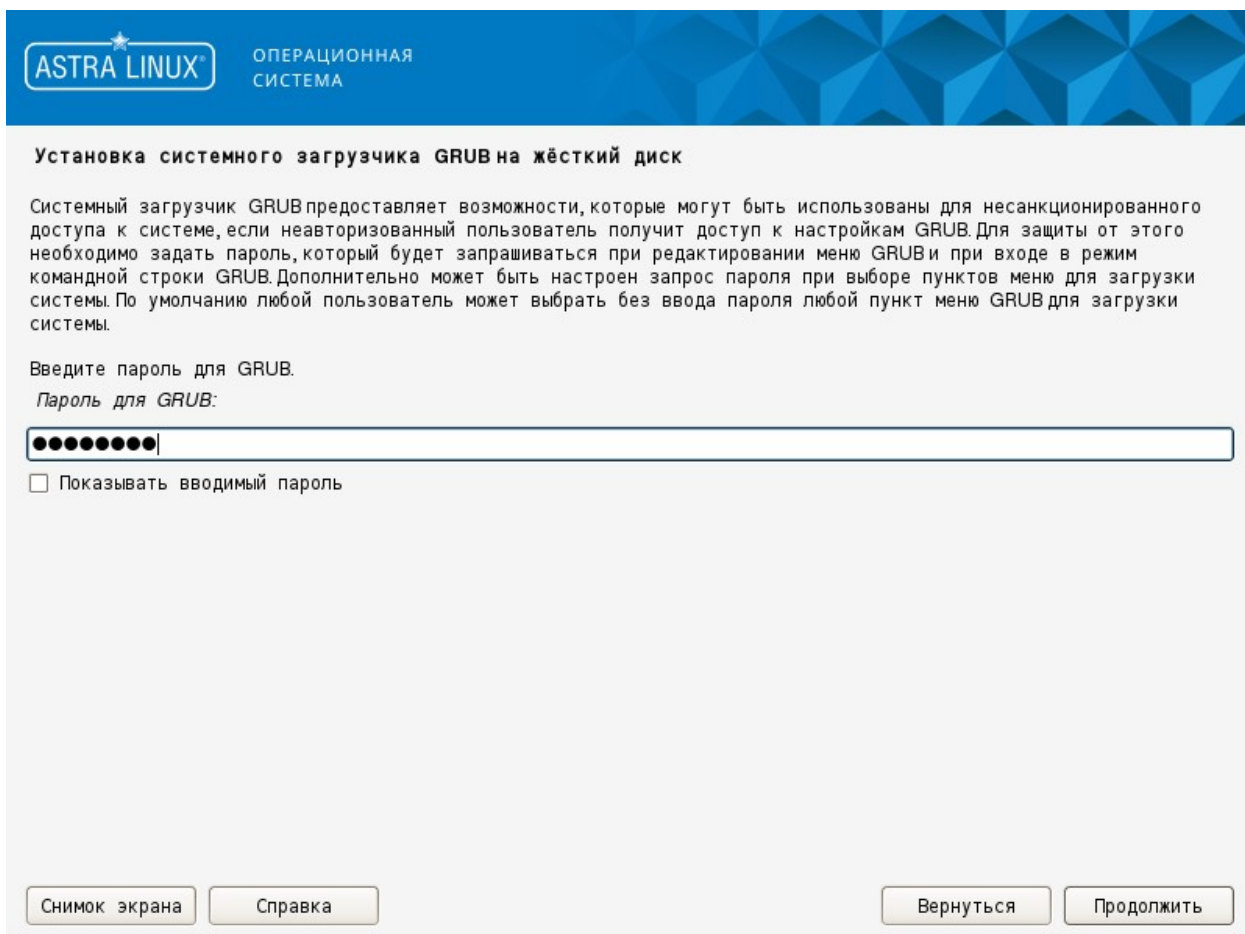 ASTRA LINUX®
ОПЕРАЦИОННАЯ
СИСТЕМА
Установка системного загрузчика GRUB на жёсткий диск
Системный загрузчик GRUB предоставляет возможности, которые могут быть использованы для несанкционированного
доступа к системе, если неавторизованный пользователь получит доступ к настройкам GRUB. Для защиты от этого
необходимо задать пароль, который будет запрашиваться при редактировании меню GRUB и при входе в режим
командной строки GRUB. Дополнительно может быть настроен запрос пароля при выборе пунктов меню для загрузки
системы. По умолчанию любой пользователь может выбрать без ввода пароля любой пункт меню GRUB для загрузки
системы.
Введите пароль для GRUB.
Пароль для GRUB:
●●●●●●●●
Показывать вводимый пароль
Снимок экрана
Справка
Вернуться
Продолжить